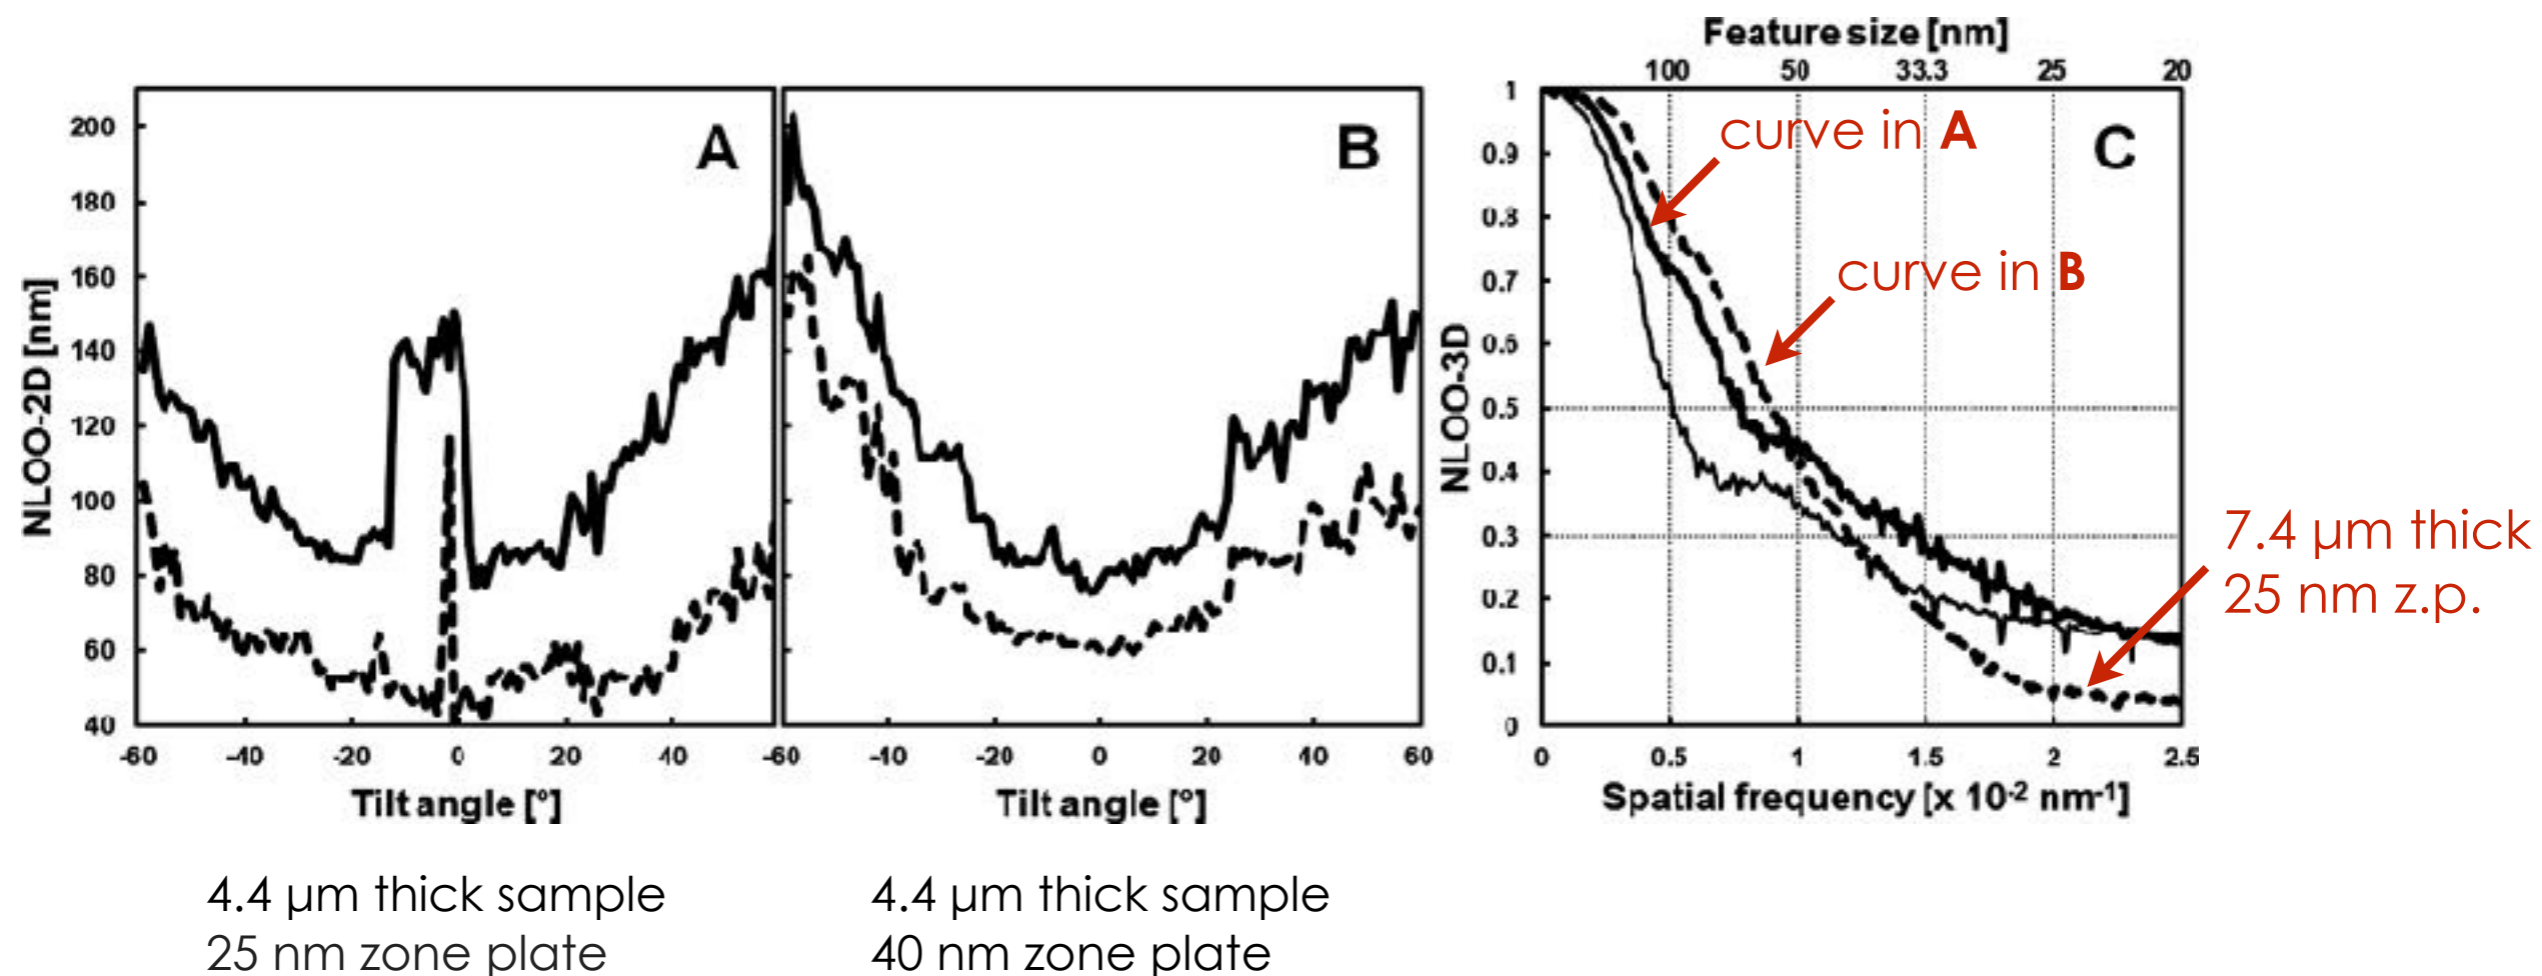 Feature size [nm]
100 50 33.3 25 20
A
200
180
160
140
120
100
80
60
40
NLOO-2D [nm]
-60 -40 -20 0 20 40 -60
Tilt angle [°]
B
-40 -20 0 20 40 60
Tilt angle [°]
C
curve in A
curve in B
1
0.9
0.8
0.7
0.6
0.5
0.4
0.3
0.2
0.1
0
NLOO-3D
0 0.5 1 1.5 2 2.5
Spatial frequency [x 10-2 nm-1]
7.4 µm thick
25 nm z.p.
4.4 µm thick sample
25 nm zone plate
4.4 µm thick sample
40 nm zone plate